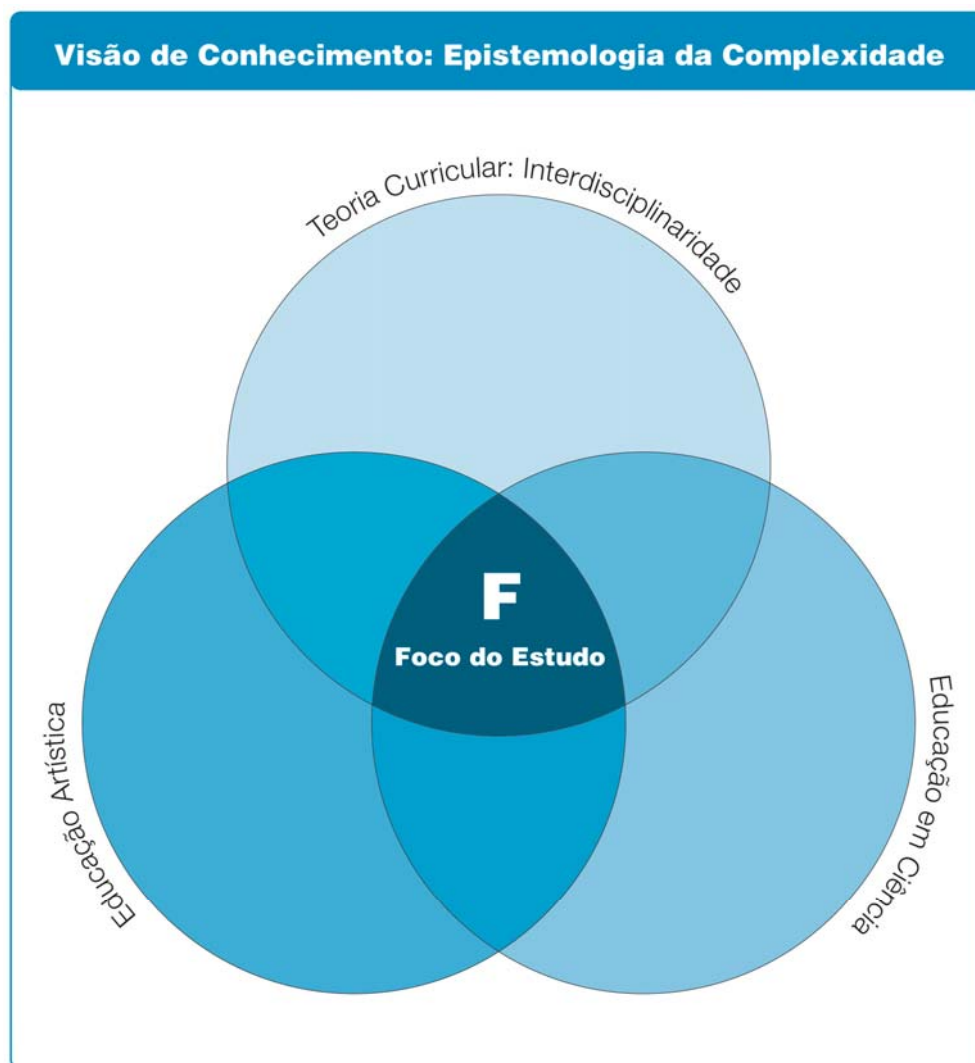 Visão de Conhecimento: Epistemologia da Complexidade
Teoria Curricular: Interdisciplinaridade
F
Foco do Estudo
Educação Artística
Educação em Ciência